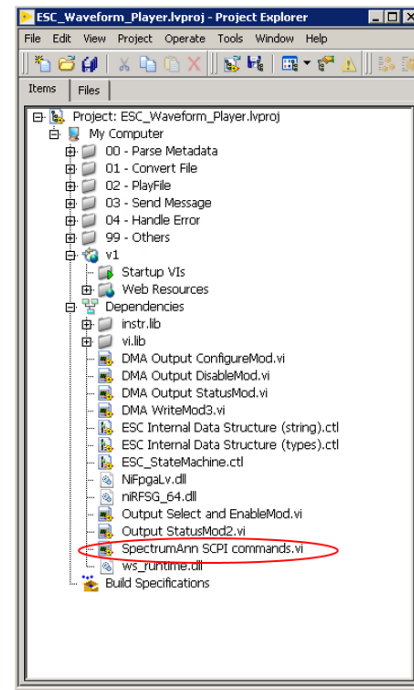 ESC_Waveform_Player.lvproj - Project Explorer
File Edit View Project Operate Tools Window Help
Items Files
Project: ESC_Waveform_Player.lvproj
My Computer
00 - Parse Metadata
01 - Convert File
02 - PlayFile
03 - Send Message
04 - Handle Error
99 - Others
v1
Startup VIs
Web Resources
Dependencies
instr.lib
vi.lib
DMA Output ConfigureMod.vi
DMA Output DisableMod.vi
DMA Output StatusMod.vi
DMA WriteMod3.vi
ESC Internal Data Structure (string).ctl
ESC Internal Data Structure (types).ctl
ESC_StateMachine.ctl
NiFpgaLv.dll
niRFSG_64.dll
Output Select and EnableMod.vi
Output StatusMod2.vi
SpectrumAnn SCPI commands.vi
ws_runtime.dll
Build Specifications